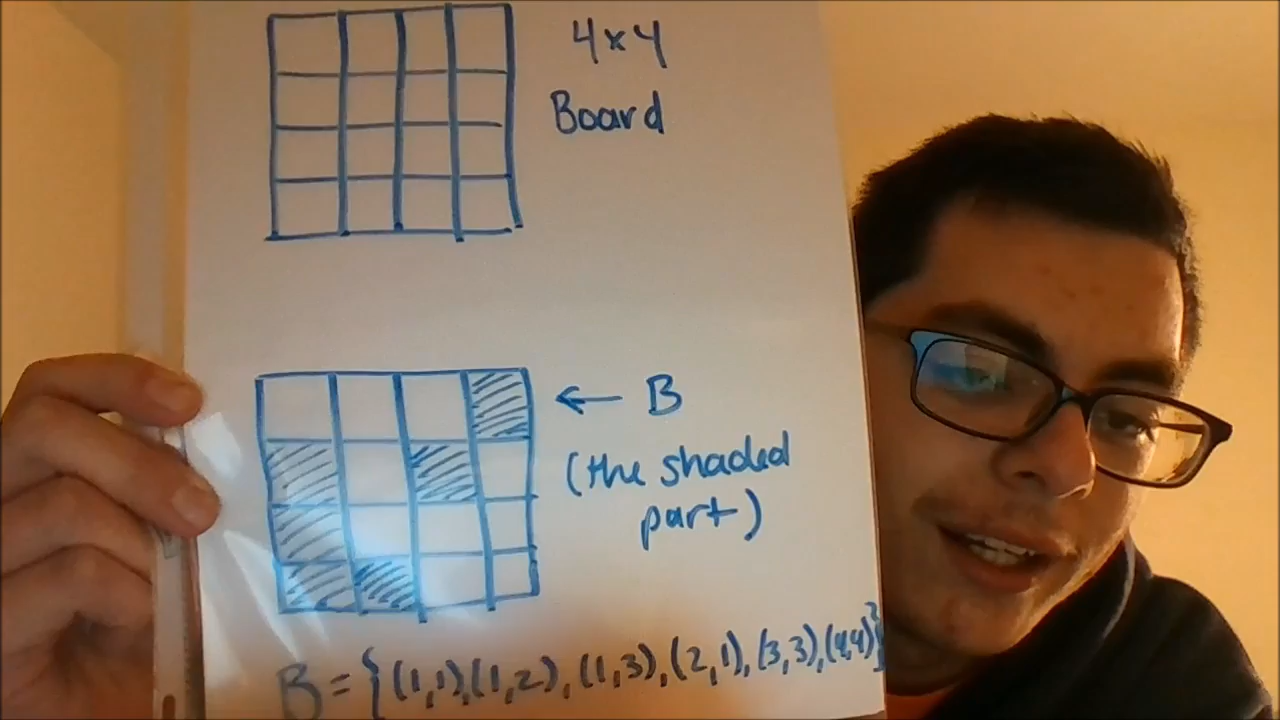 4x4
Board
← B
(the shaded
part)
B = {(1,1),(1,2),(1,3),(2,1),(3,3),(4,4)}